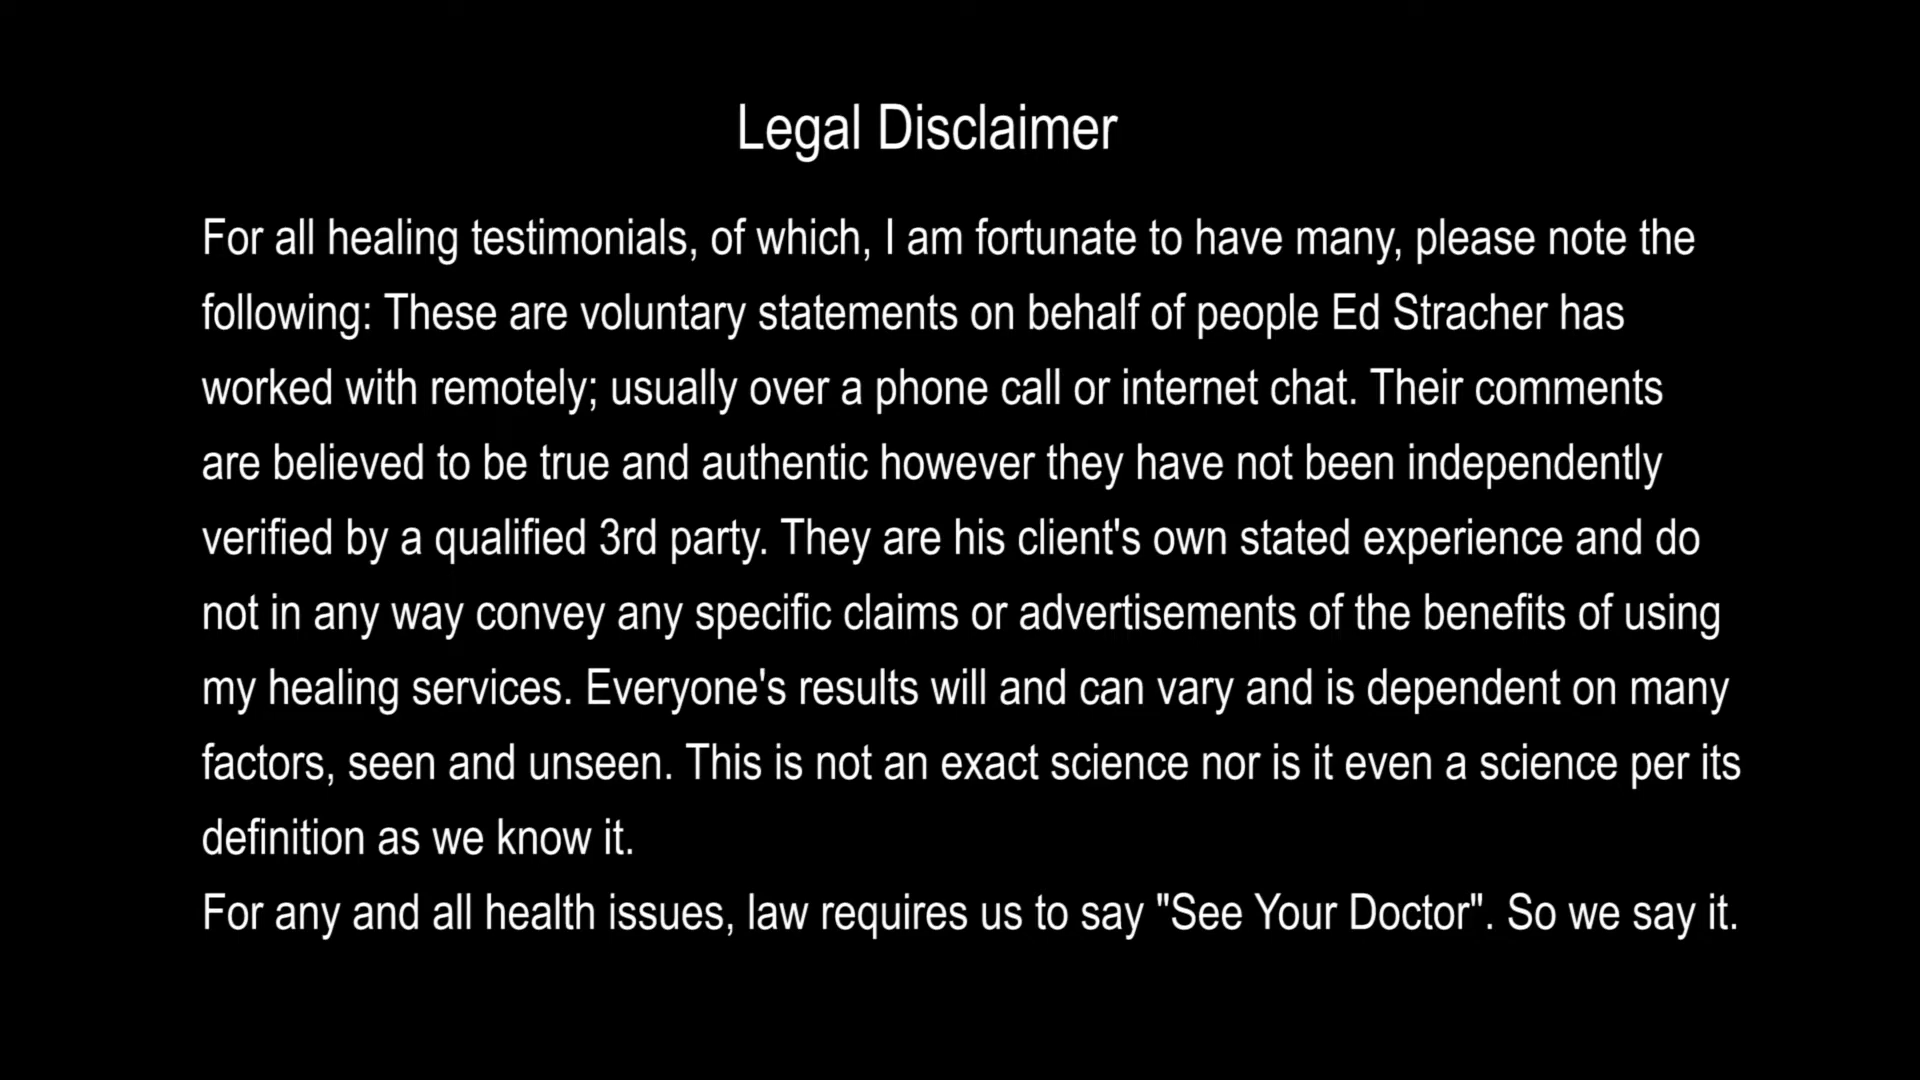 Legal Disclaimer
For all healing testimonials, of which, I am fortunate to have many, please note the
following: These are voluntary statements on behalf of people Ed Stracher has
worked with remotely; usually over a phone call or internet chat. Their comments
are believed to be true and authentic however they have not been independently
verified by a qualified 3rd party. They are his client's own stated experience and do
not in any way convey any specific claims or advertisements of the benefits of using
my healing services. Everyone's results will and can vary and is dependent on many
factors, seen and unseen. This is not an exact science nor is it even a science per its
definition as we know it.
For any and all health issues, law requires us to say "See Your Doctor". So we say it.